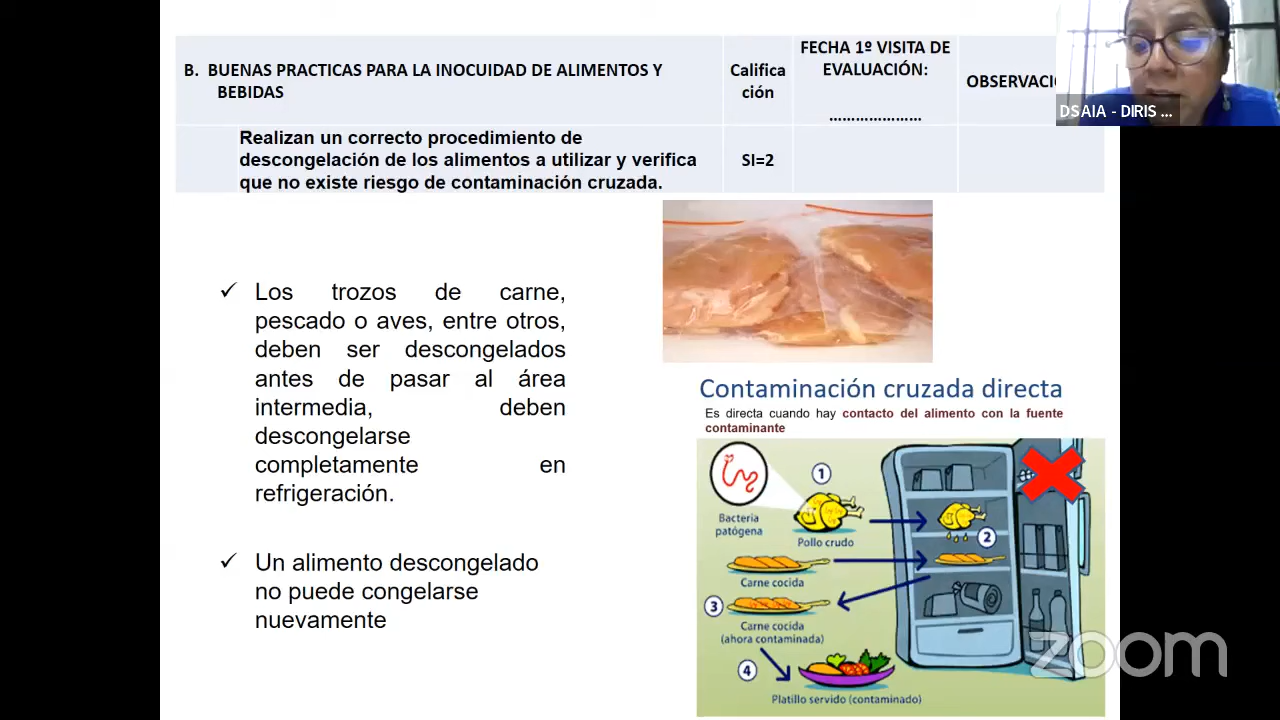 B. BUENAS PRACTICAS PARA LA INOCUIDAD DE ALIMENTOS Y
BEBIDAS
Califica
ción
FECHA 1º VISITA DE
EVALUACIÓN:
.....................
DSAIA - DIRIS ...
Realizan un correcto procedimiento de
descongelación de los alimentos a utilizar y verifica
que no existe riesgo de contaminación cruzada.
SI=2
✓ Los trozos de carne,
pescado o aves, entre otros,
deben ser descongelados
antes de pasar al área
intermedia, deben
descongelarse
completamente en
refrigeración.
✓ Un alimento descongelado
no puede congelarse
nuevamente
Contaminación cruzada directa
Es directa cuando hay contacto del alimento con la fuente
contaminante
1
Bacteria
patógena
Pollo crudo
2
Carne cocida
3
Carne cocida
(ahora contaminada)
4
Platillo servido (contaminado)
zoom